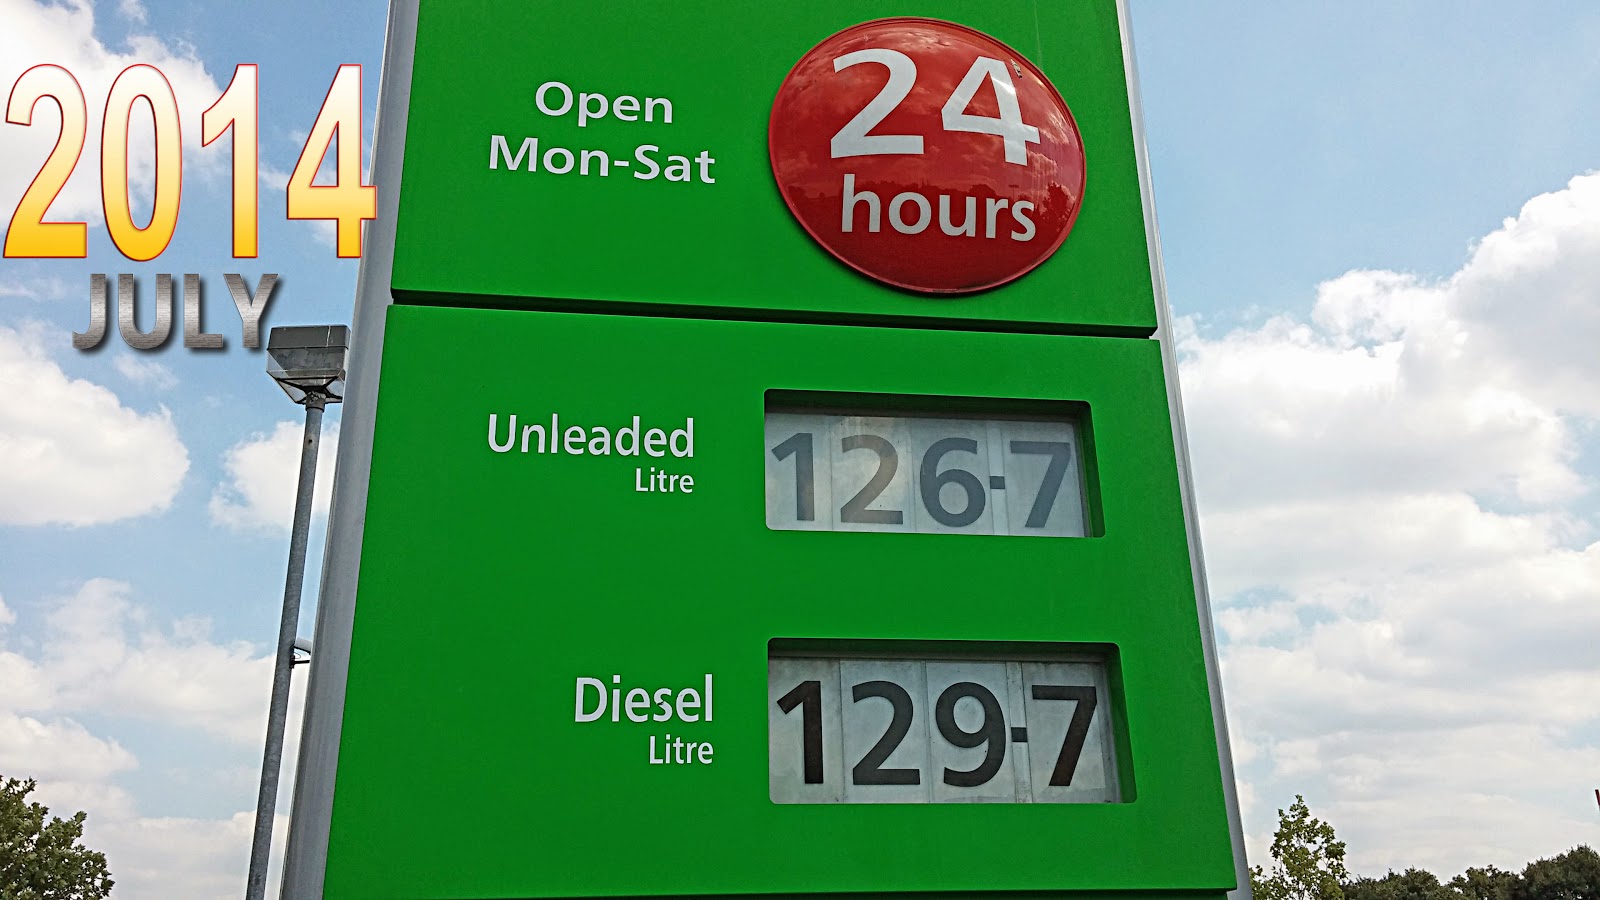 2014
JULY
Open
Mon-Sat
24
hours
Unleaded
Litre
126-7
Diesel
Litre
129-7